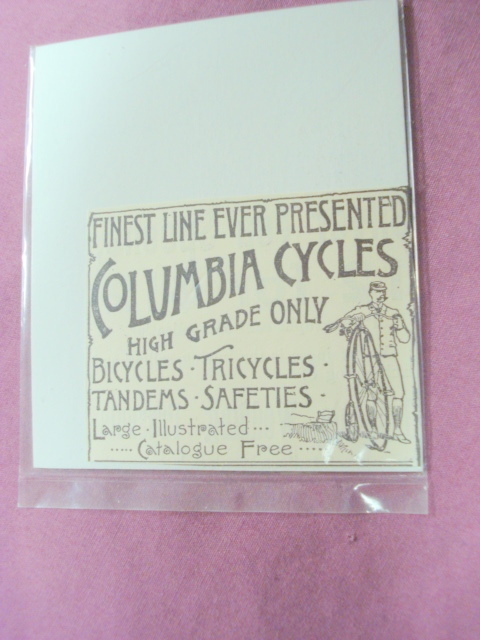 FINEST LINE EVER PRESENTED
COLUMBIA CYCLES
HIGH GRADE ONLY
BICYCLES · TRICYCLES ·
TANDEMS · SAFETIES ·
Large · Illustrated ···
····· Catalogue Free ·····